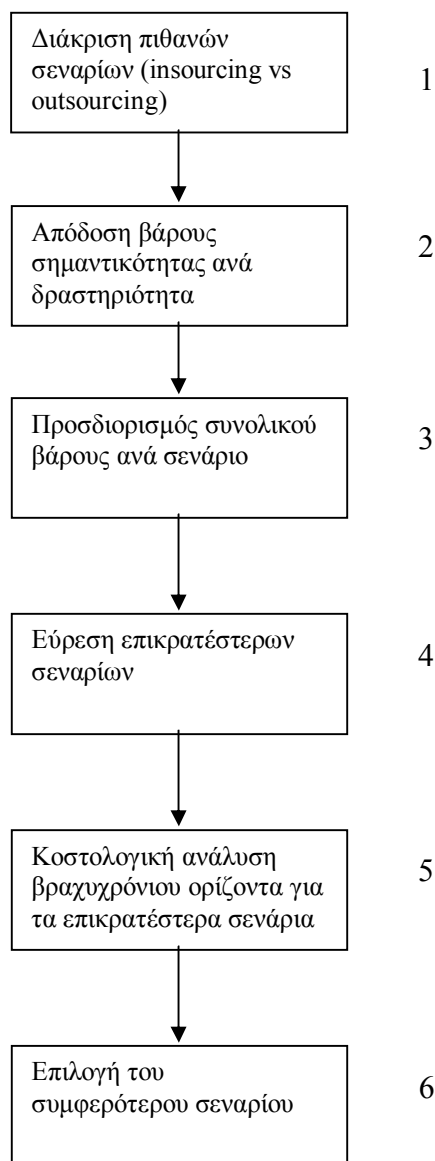 Διάκριση πιθανών
σεναρίων (insourcing vs
outsourcing)
1
Απόδοση βάρους
σημαντικότητας ανά
δραστηριότητα
2
Προσδιορισμός συνολικού
βάρους ανά σενάριο
3
Εύρεση επικρατέστερων
σεναρίων
4
Κοστολογική ανάλυση
βραχυχρόνιου ορίζοντα για
τα επικρατέστερα σενάρια
5
Επιλογή του
συμφερότερου σεναρίου
6